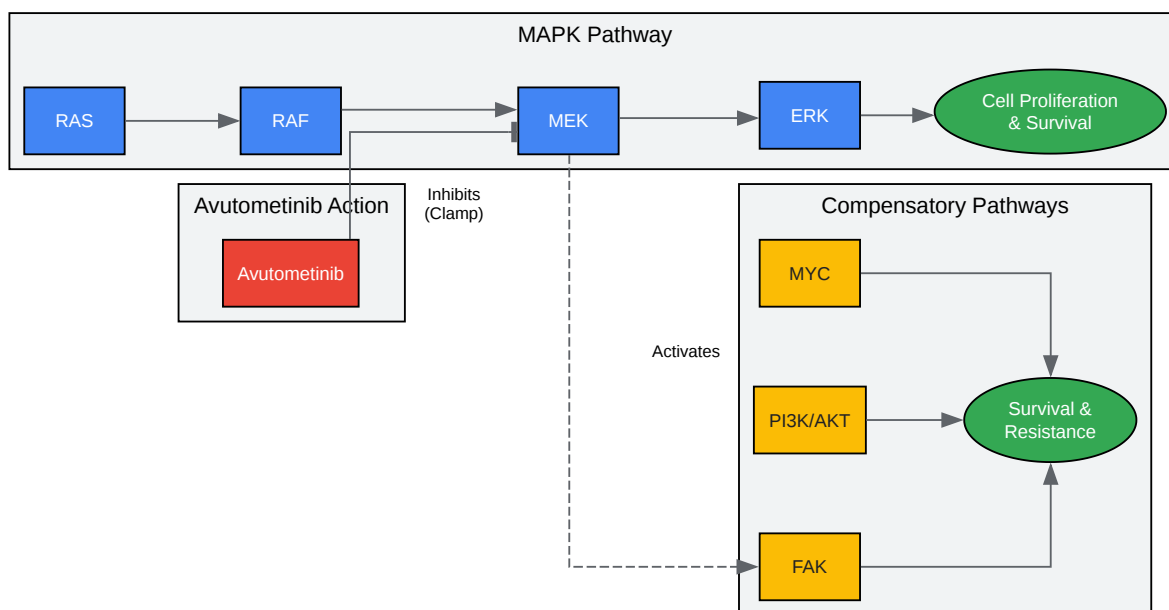 MAPK Pathway
RAS
RAF
MEK
ERK
Cell Proliferation
& Survival
Avutometinib Action
Avutometinib
Inhibits
(Clamp)
Activates
Compensatory Pathways
MYC
PI3K/AKT
FAK
Survival &
Resistance